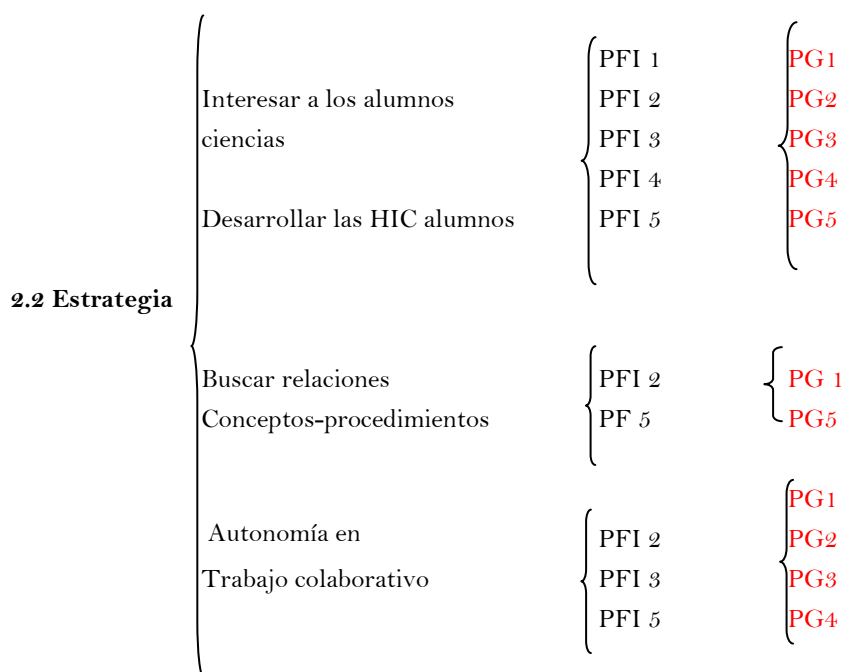 PFI 1 PG1
Interesar a los alumnos PFI 2 PG2
ciencias PFI 3 PG3
PFI 4 PG4
Desarrollar las HIC alumnos PFI 5 PG5
2.2 Estrategia
Buscar relaciones PFI 2 PG 1
Conceptos-procedimientos PF 5 PG5
PG1
Autonomía en PFI 2 PG2
Trabajo colaborativo PFI 3 PG3
PFI 5 PG4